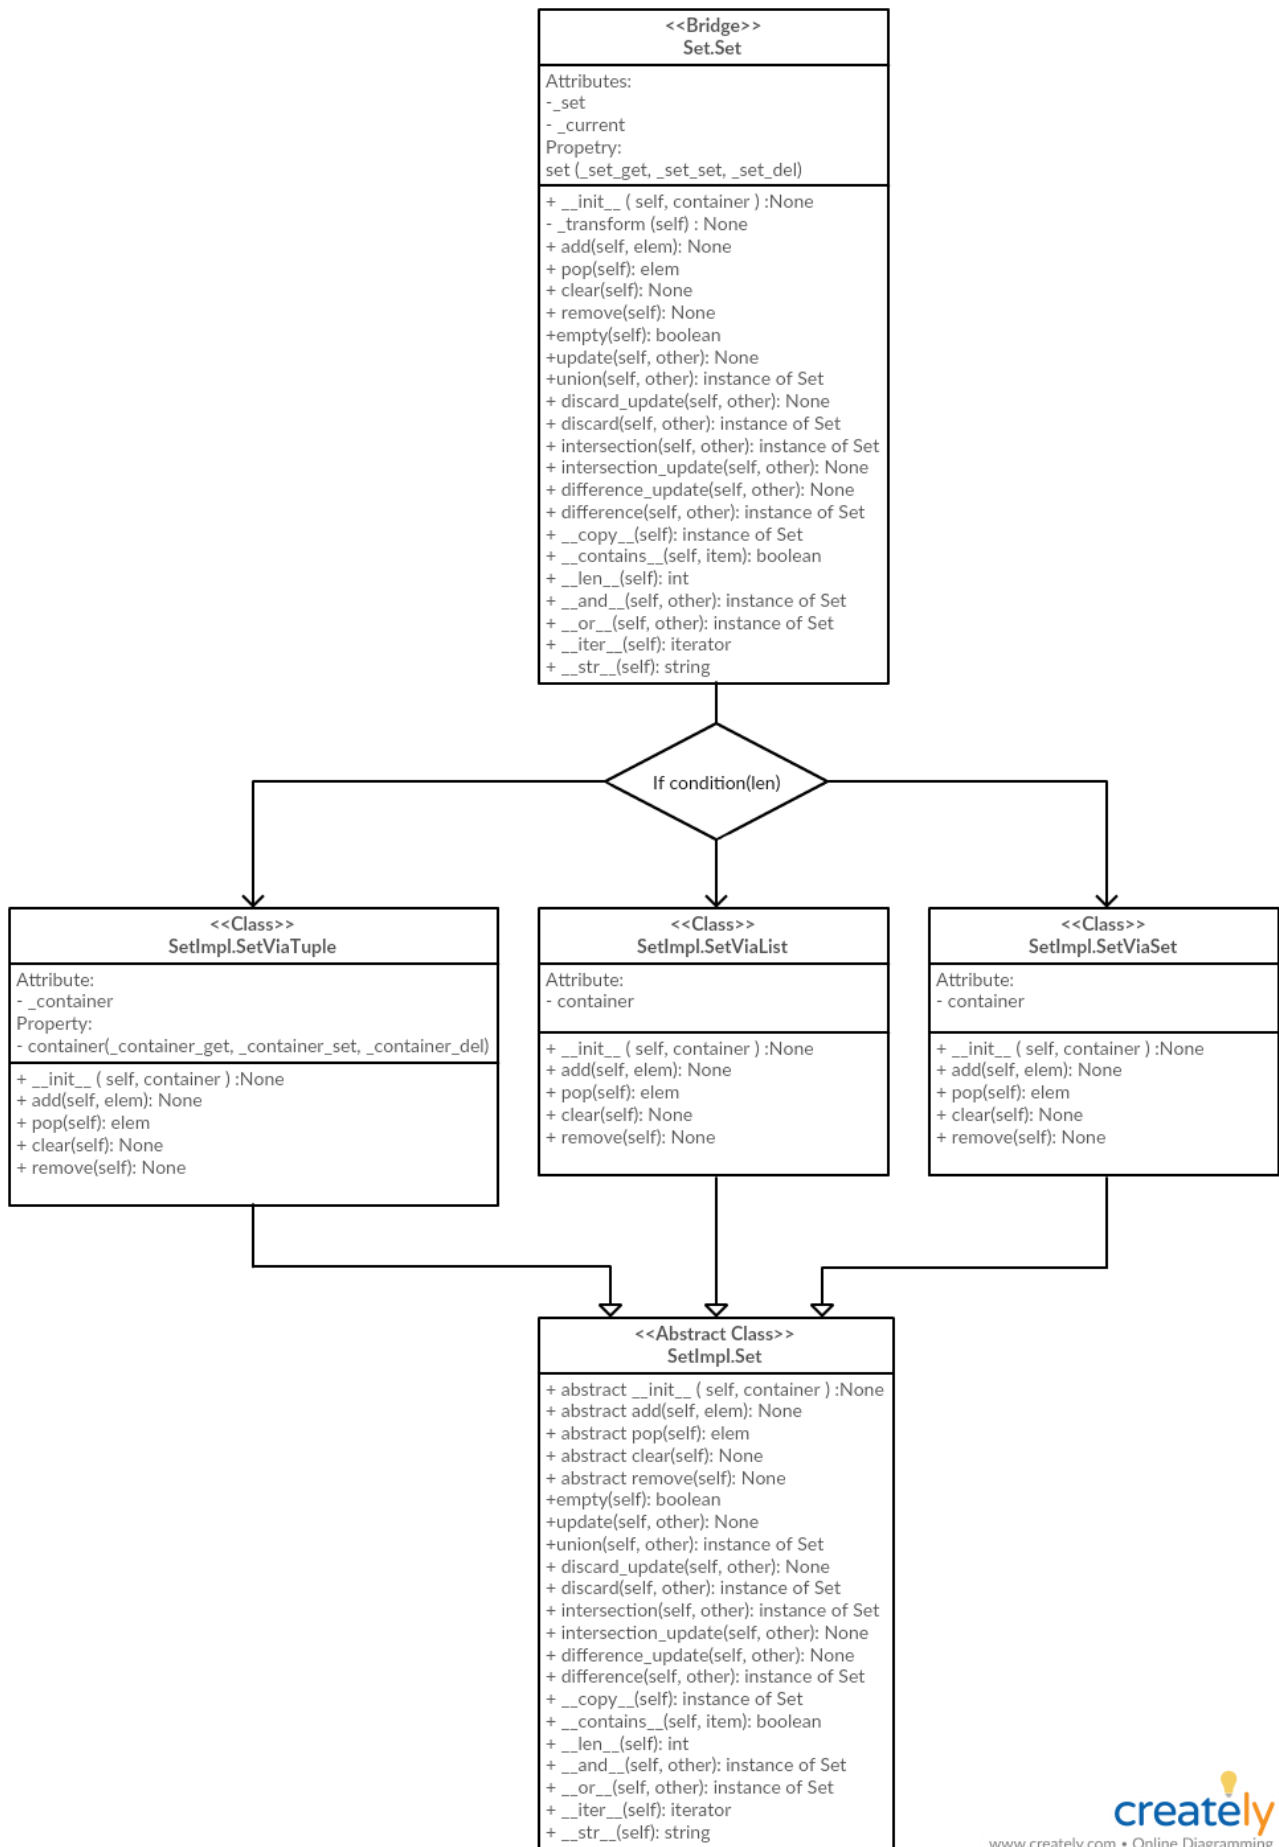 <<Bridge>>
Set.Set
Attributes:
-_set
- _current
Propetry:
set (_set_get, _set_set, _set_del)
+ __init__ ( self, container ) :None
- _transform (self) : None
+ add(self, elem): None
+ pop(self): elem
+ clear(self): None
+ remove(self): None
+empty(self): boolean
+update(self, other): None
+union(self, other): instance of Set
+ discard_update(self, other): None
+ discard(self, other): instance of Set
+ intersection(self, other): instance of Set
+ intersection_update(self, other): None
+ difference_update(self, other): None
+ difference(self, other): instance of Set
+ __copy__(self): instance of Set
+ __contains__(self, item): boolean
+ __len__(self): int
+ __and__(self, other): instance of Set
+ __or__(self, other): instance of Set
+ __iter__(self): iterator
+ __str__(self): string
If condition(len)
<<Class>>
SetImpl.SetViaTuple
Attribute:
- _container
Property:
- container(_container_get, _container_set, _container_del)
+ __init__ ( self, container ) :None
+ add(self, elem): None
+ pop(self): elem
+ clear(self): None
+ remove(self): None
<<Class>>
SetImpl.SetViaList
Attribute:
- container
+ __init__ ( self, container ) :None
+ add(self, elem): None
+ pop(self): elem
+ clear(self): None
+ remove(self): None
<<Class>>
SetImpl.SetViaSet
Attribute:
- container
+ __init__ ( self, container ) :None
+ add(self, elem): None
+ pop(self): elem
+ clear(self): None
+ remove(self): None
<<Abstract Class>>
SetImpl.Set
+ abstract __init__ ( self, container ) :None
+ abstract add(self, elem): None
+ abstract pop(self): elem
+ abstract clear(self): None
+ abstract remove(self): None
+empty(self): boolean
+update(self, other): None
+union(self, other): instance of Set
+ discard_update(self, other): None
+ discard(self, other): instance of Set
+ intersection(self, other): instance of Set
+ intersection_update(self, other): None
+ difference_update(self, other): None
+ difference(self, other): instance of Set
+ __copy__(self): instance of Set
+ __contains__(self, item): boolean
+ __len__(self): int
+ __and__(self, other): instance of Set
+ __or__(self, other): instance of Set
+ __iter__(self): iterator
+ __str__(self): string
creately
www.creately.com • Online Diagramming